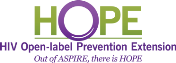 HOPE
HIV Open-label Prevention Extension
Out of ASPIRE, there is HOPE